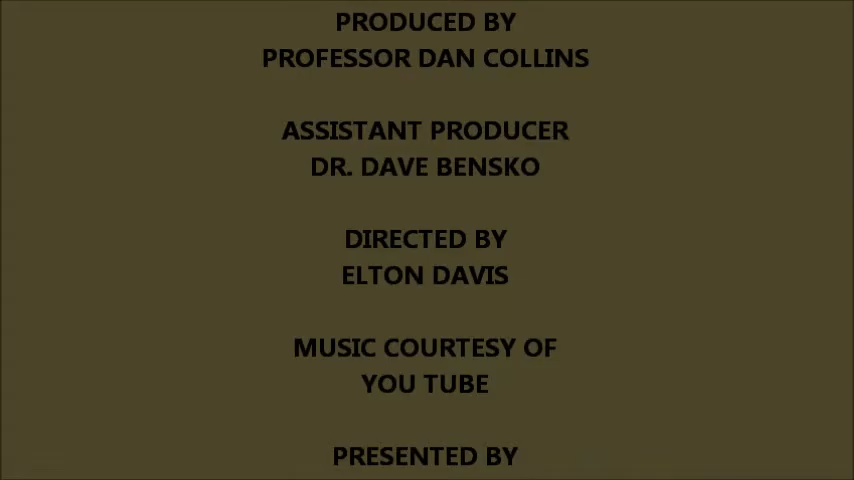 PRODUCED BY
PROFESSOR DAN COLLINS
ASSISTANT PRODUCER
DR. DAVE BENSKO
DIRECTED BY
ELTON DAVIS
MUSIC COURTESY OF
YOU TUBE
PRESENTED BY